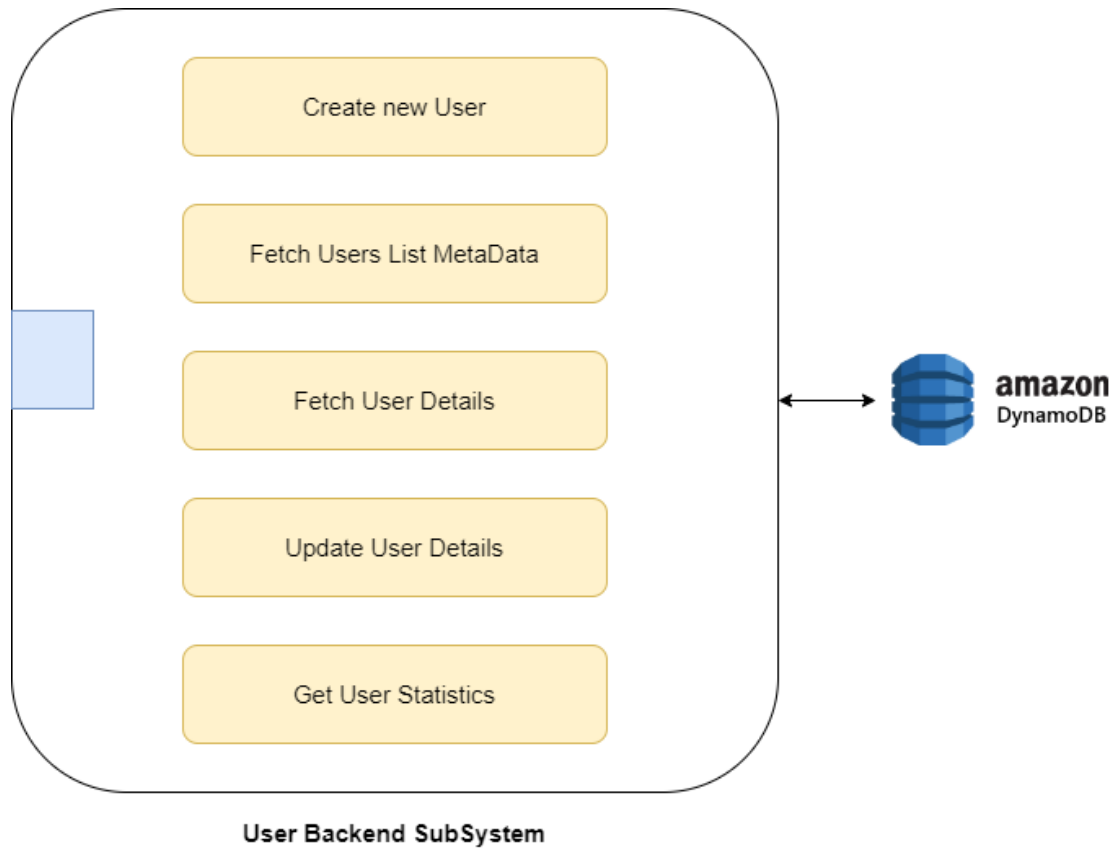 Create new User
Fetch Users List MetaData
Fetch User Details
amazon
DynamoDB
Update User Details
Get User Statistics
User Backend SubSystem